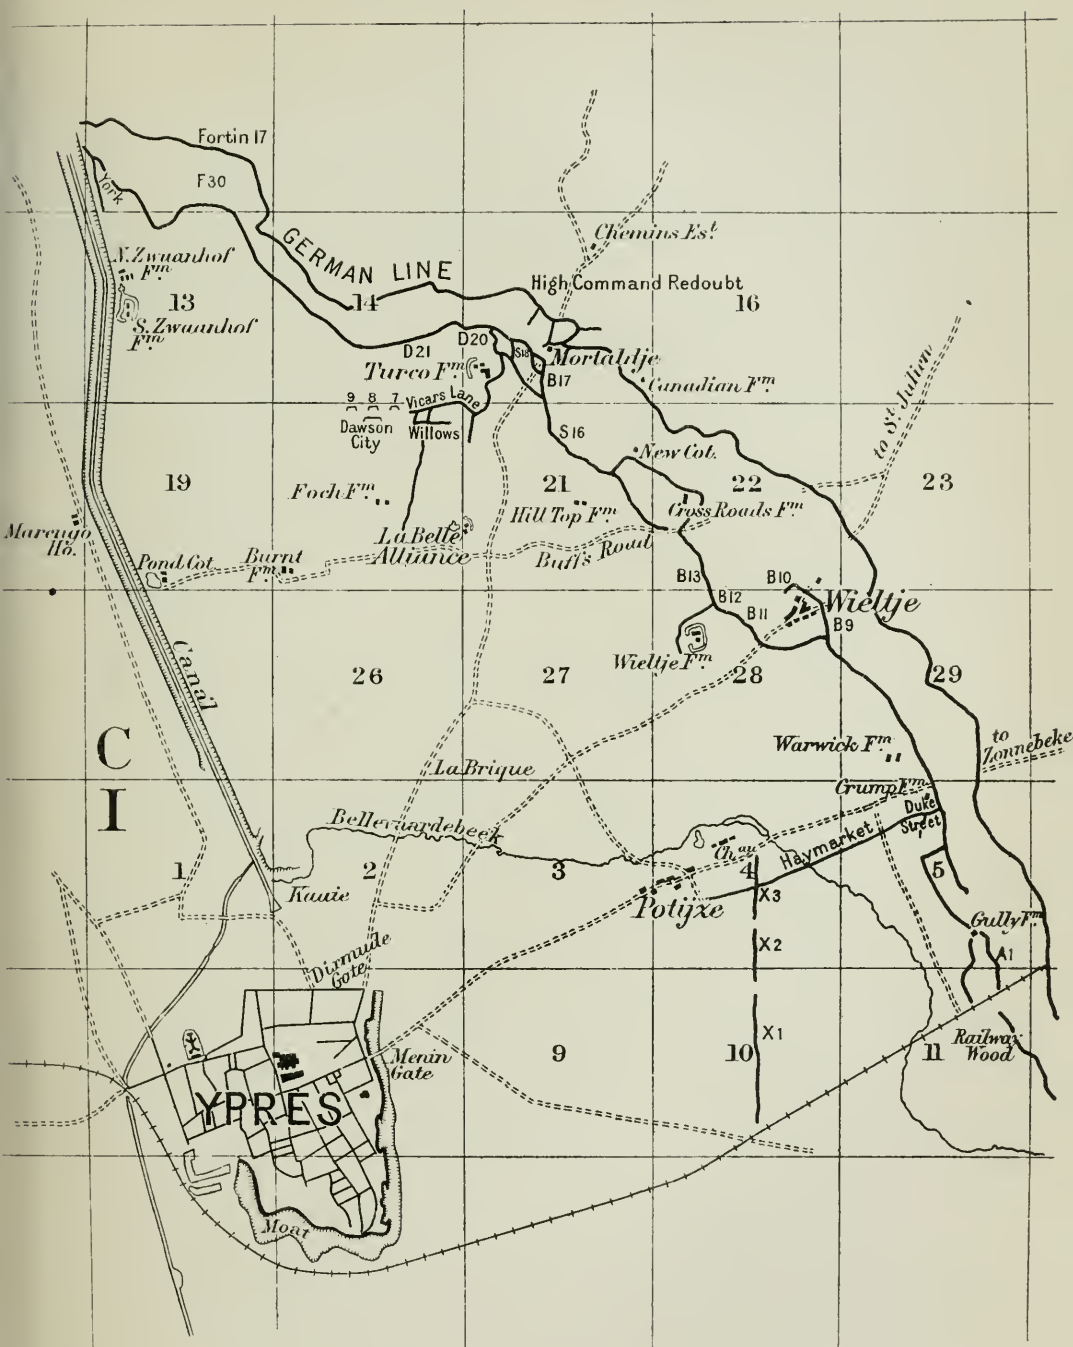 Fortin 17
F30
York
GERMAN LINE
Chemins Est.
N. Zwaanhof
Fm.
High Command Redoubt
13
14
16
S. Zwaanhof
Fm.
D20
D21
S18
Mortaldje
Turco Fm.
B17
Canadian Fm.
to St. Julien
9 8 7
Vicars Lane
Dawson
City
Willows
S16
New Cot.
19
21
22
23
Foch Fm.
Hill Top Fm.
Cross Roads Fm.
Marengo
Ho.
La Belle
Alliance
Buffs Road
Pond Cot.
Burnt
Fm.
B13
B10
B12
B11
Wieltje
B9
Canal
Wieltje Fm.
26
27
28
29
C
Warwick Fm.
to
Zonnebeke
La Brique
I
Crump Fm.
Duke
Street
Bellewaardebeek
Haymarket
Chau
1
2
3
4
5
Kaaie
Potijze
X3
Gully Fm.
Dixmude
Gate
X2
A1
Menin
Gate
9
10
X1
11
Railway
Wood
YPRES
Moat